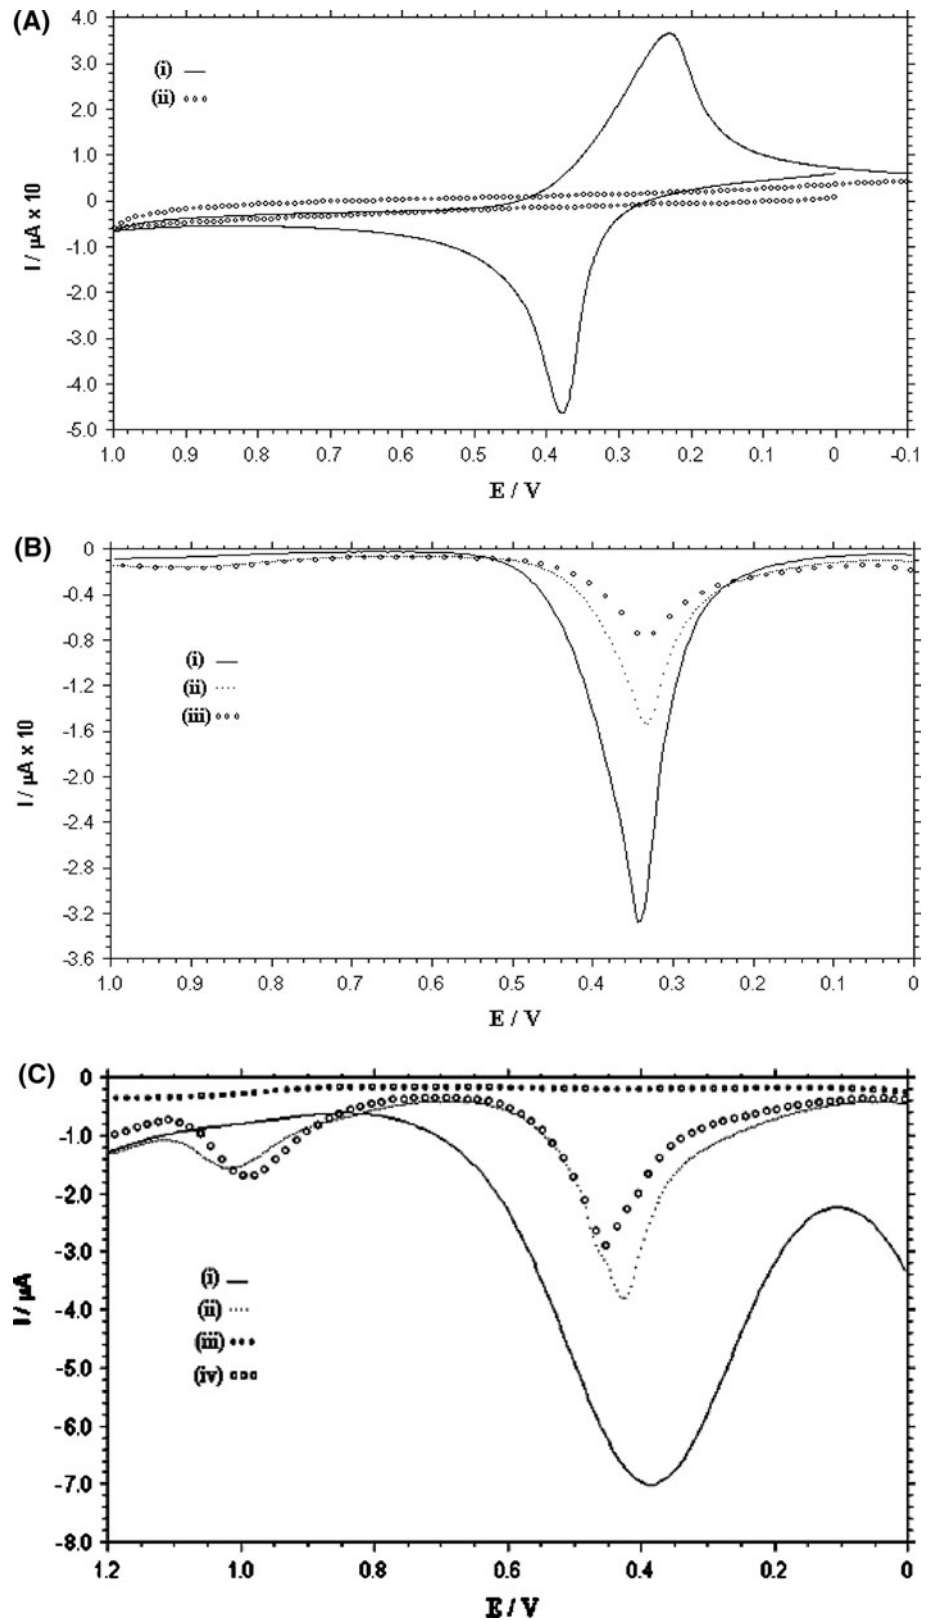 (A)
4.0
3.0
2.0
1.0
0
-1.0
-2.0
-3.0
-4.0
-5.0
I / µA x 10
(i)
(ii)
1.0 0.9 0.8 0.7 0.6 0.5 0.4 0.3 0.2 0.1 0 -0.1
E / V
(B)
0
-0.4
-0.8
-1.2
-1.6
-2.0
-2.4
-2.8
-3.2
-3.6
I / µA x 10
(i)
(ii)
(iii)
1.0 0.9 0.8 0.7 0.6 0.5 0.4 0.3 0.2 0.1 0
E / V
(C)
0
-1.0
-2.0
-3.0
-4.0
-5.0
-6.0
-7.0
-8.0
I / µA
(i)
(ii)
(iii)
(iv)
1.2 1.0 0.8 0.6 0.4 0.2 0
E / V